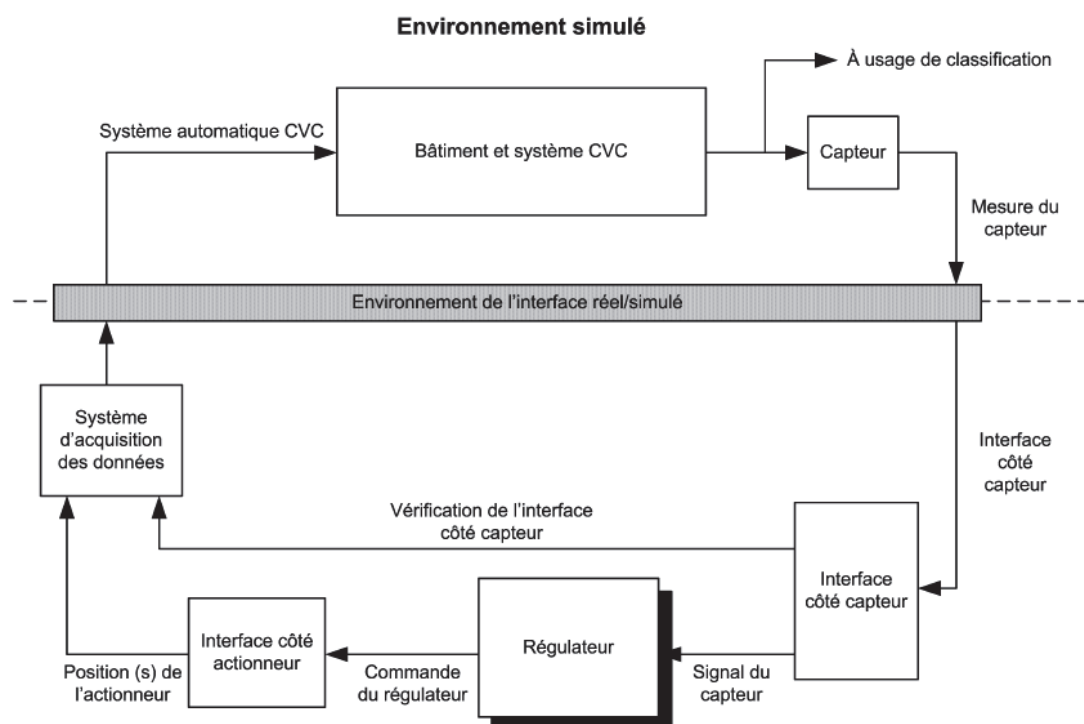 Environnement simulé
À usage de classification
Système automatique CVC
Bâtiment et système CVC
Capteur
Mesure du
capteur
Environnement de l'interface réel/simulé
Système
d'acquisition
des données
Interface
côté
capteur
Vérification de l'interface
côté capteur
Interface
côté capteur
Régulateur
Interface côté
actionneur
Position (s) de
l'actionneur
Commande
du régulateur
Signal du
capteur